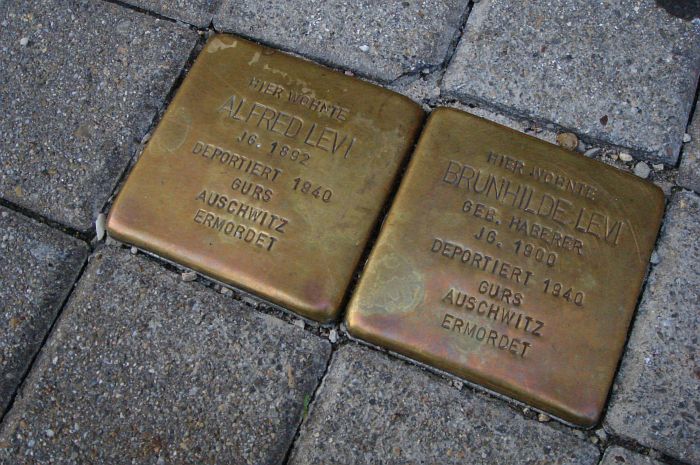 HIER WOHNTE
ALFRED LEVI
JG. 1892
DEPORTIERT 1940
GURS
AUSCHWITZ
ERMORDET
HIER WOHNTE
BRUNHILDE LEVI
GEB. HABERER
JG. 1900
DEPORTIERT 1940
GURS
AUSCHWITZ
ERMORDET